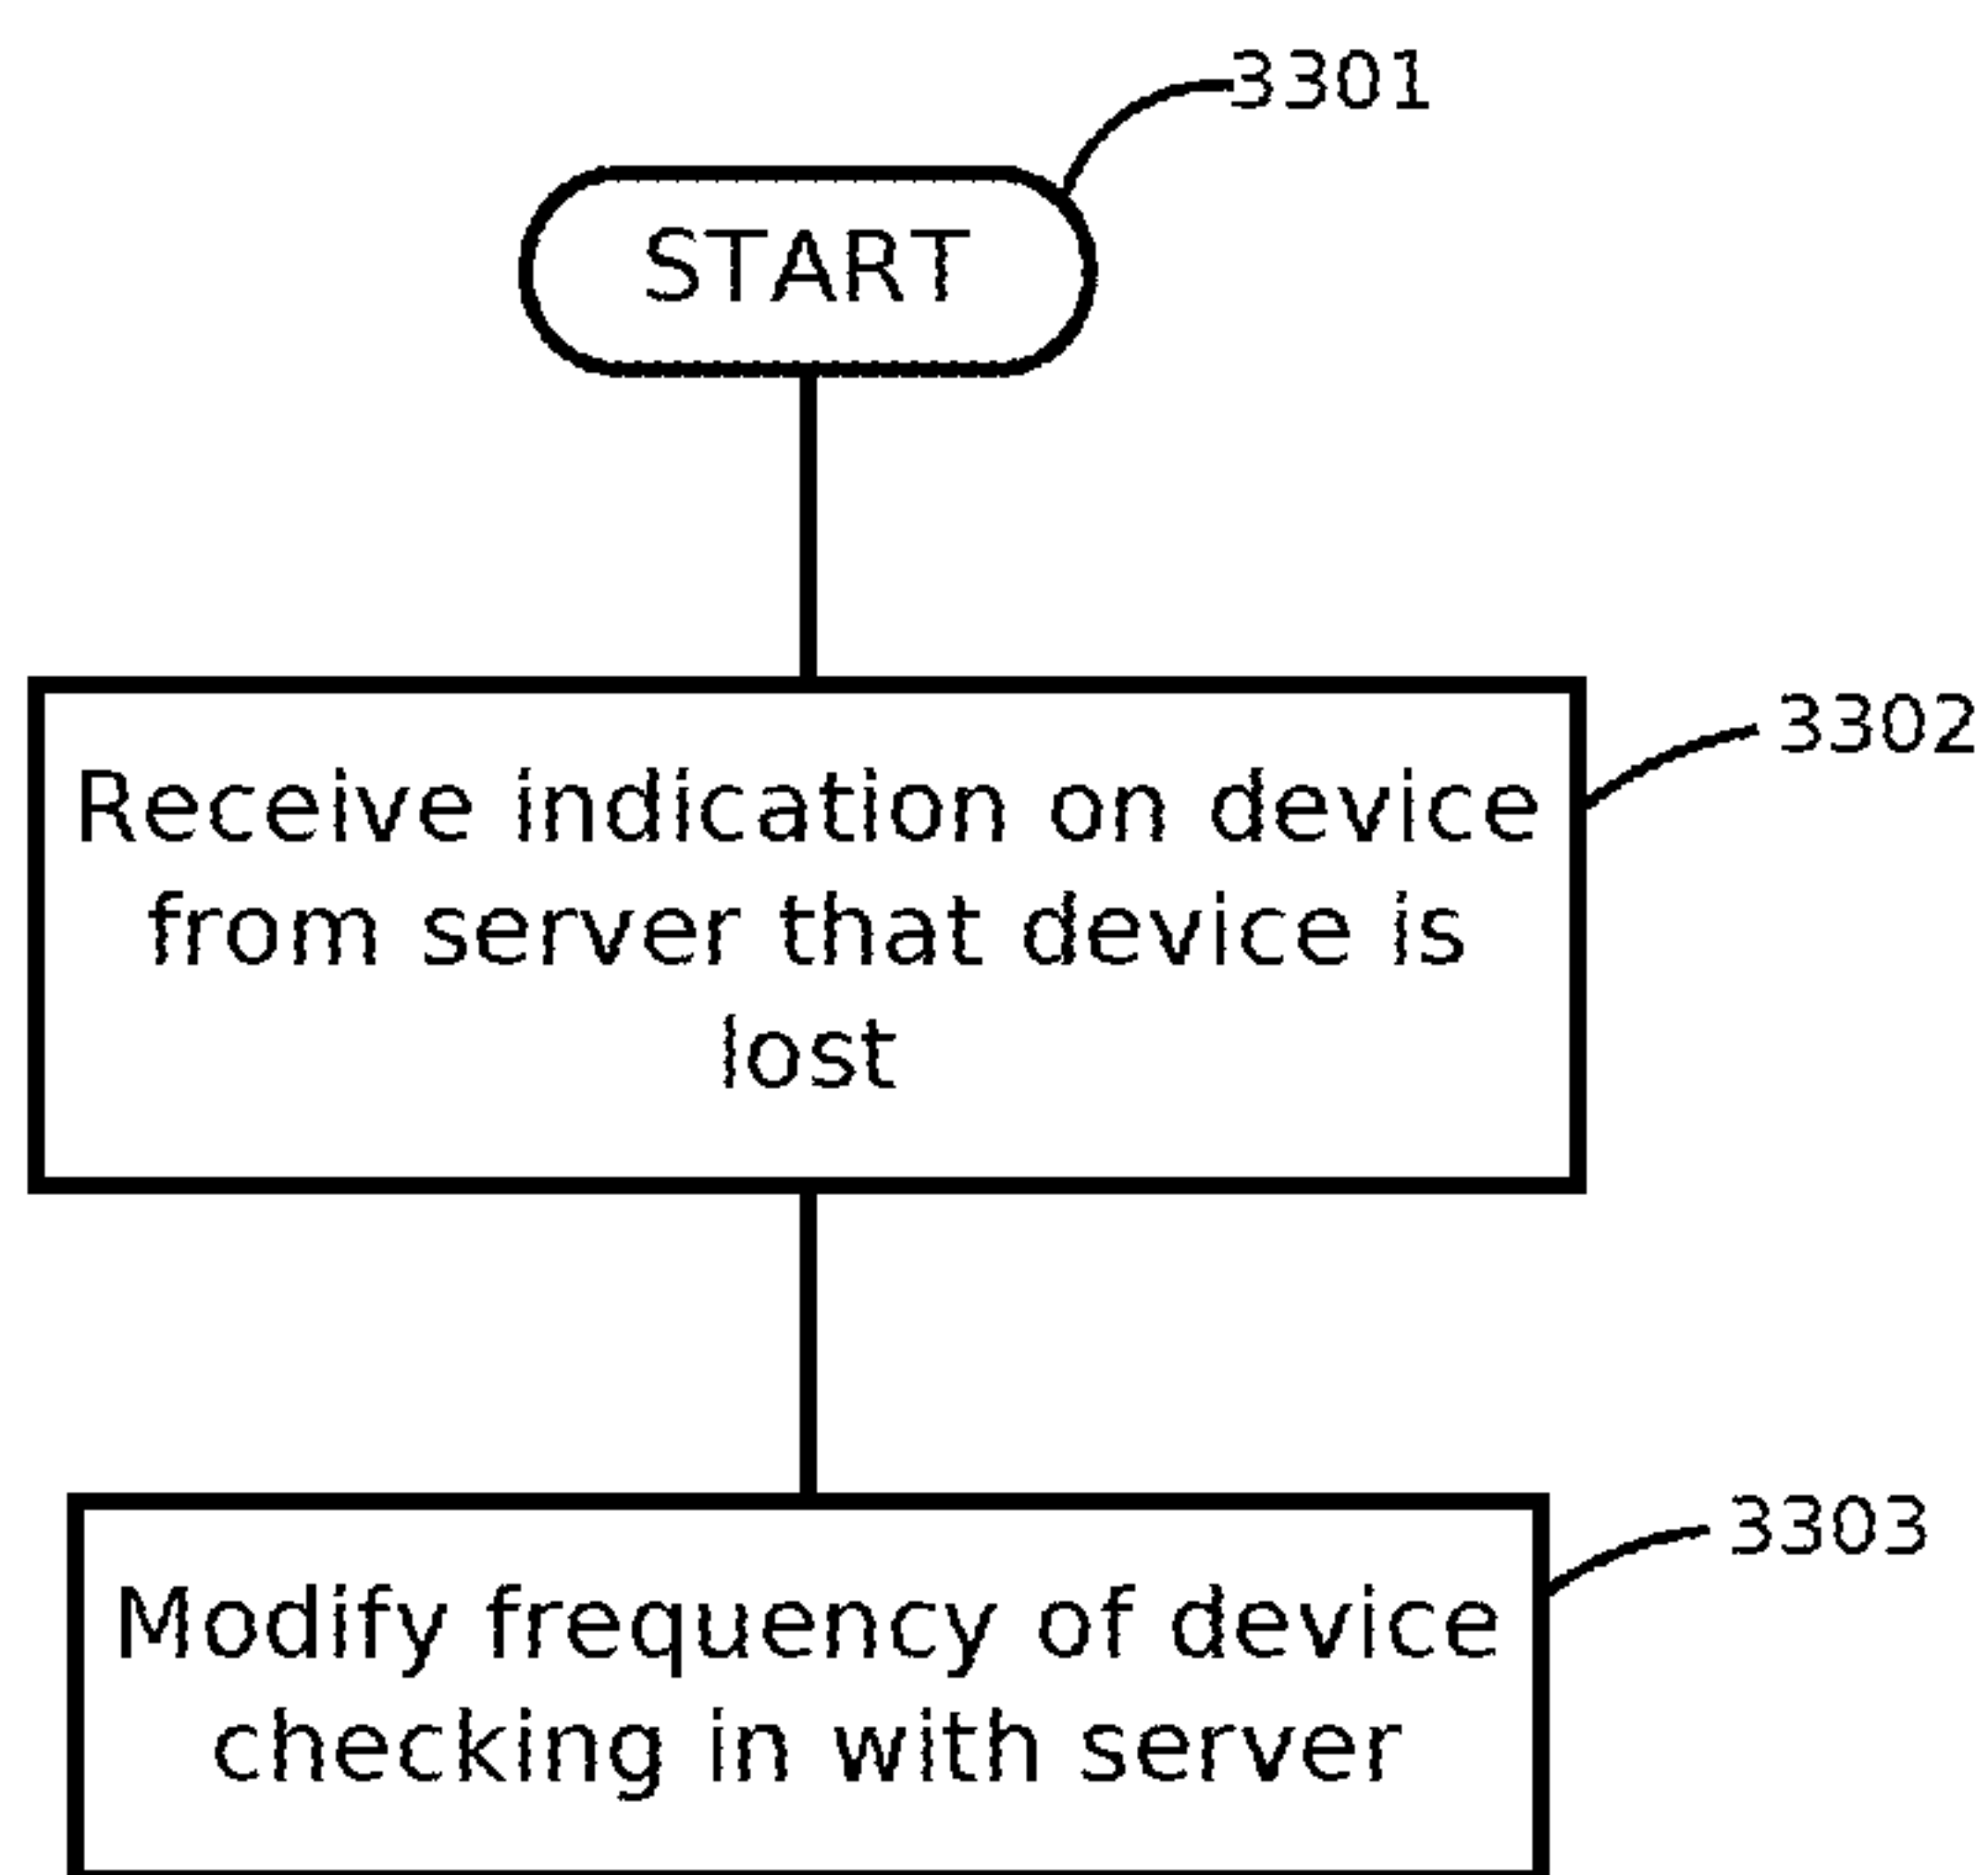 3301
START
3302
Receive indication on device
from server that device is
lost
3303
Modify frequency of device
checking in with server